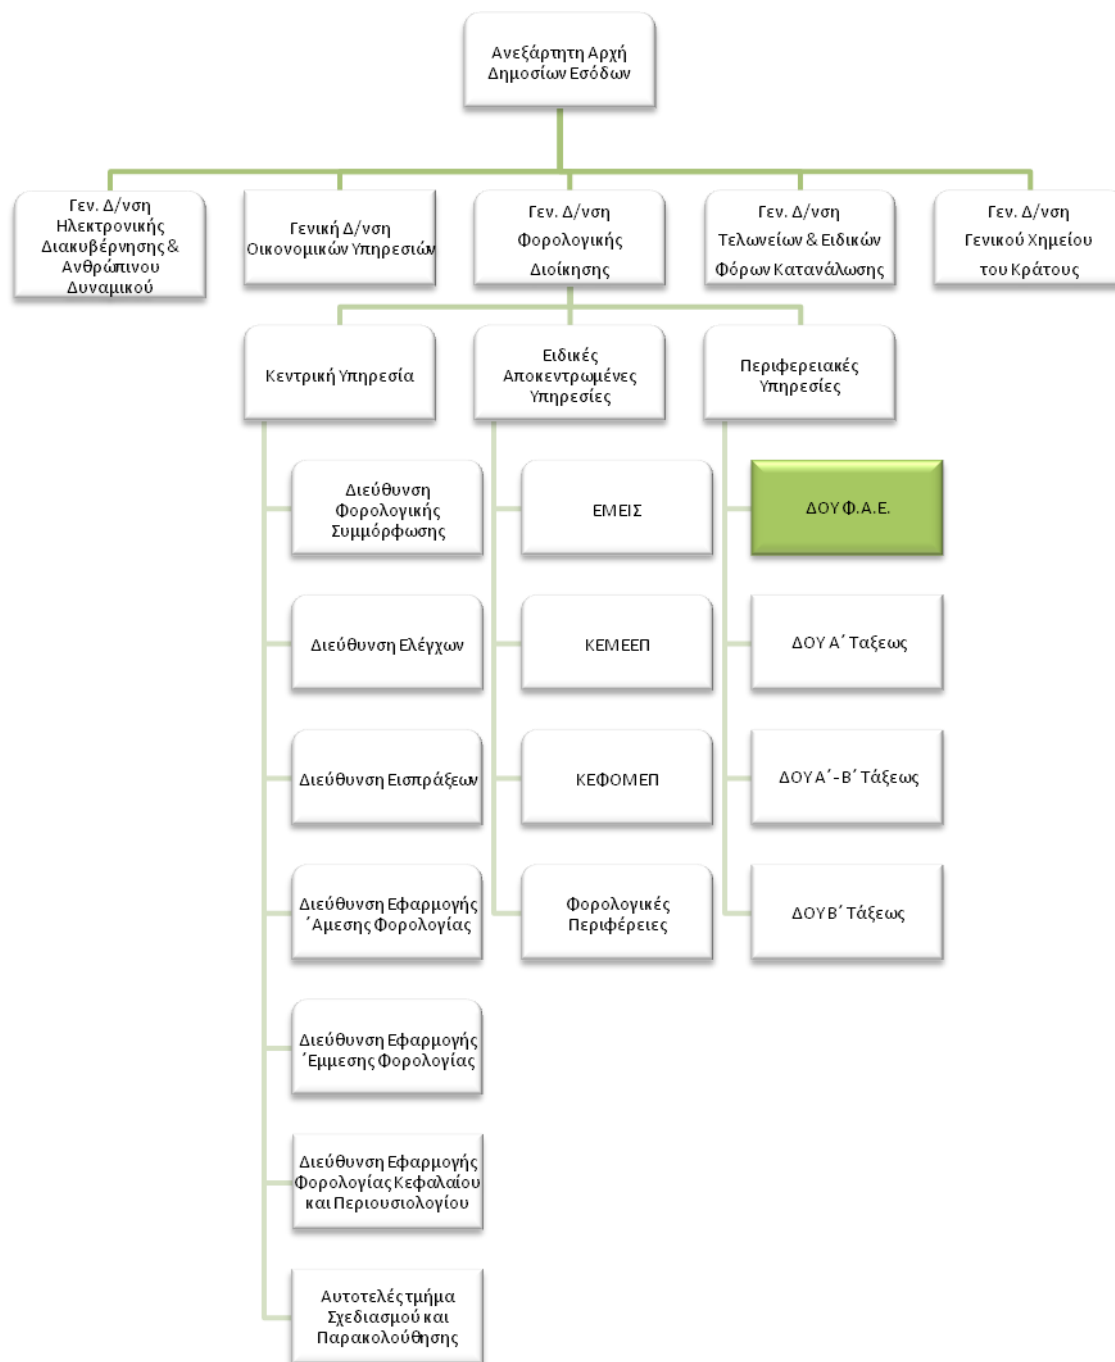 Ανεξάρτητη Αρχή
Δημοσίων Εσόδων
Γεν. Δ/νση
Ηλεκτρονικής
Διακυβέρνησης &
Ανθρώπινου
Δυναμικού
Γενική Δ/νση
Οικονομικών Υπηρεσιών
Γεν. Δ/νση
Φορολογικής
Διοίκησης
Γεν. Δ/νση
Τελωνείων & Ειδικών
Φόρων Κατανάλωσης
Γεν. Δ/νση
Γενικού Χημείου
του Κράτους
Κεντρική Υπηρεσία
Ειδικές
Αποκεντρωμένες
Υπηρεσίες
Περιφερειακές
Υπηρεσίες
Διεύθυνση
Φορολογικής
Συμμόρφωσης
Διεύθυνση Ελέγχων
Διεύθυνση Εισπράξεων
Διεύθυνση Εφαρμογής
΄Αμεσης Φορολογίας
Διεύθυνση Εφαρμογής
΄Εμμεσης Φορολογίας
Διεύθυνση Εφαρμογής
Φορολογίας Κεφαλαίου
και Περιουσιολογίου
Αυτοτελές τμήμα
Σχεδιασμού και
Παρακολούθησης
ΕΜΕΙΣ
ΚΕΜΕΕΠ
ΚΕΦΟΜΕΠ
Φορολογικές
Περιφέρειες
ΔΟΥ Φ.Α.Ε.
ΔΟΥ Α΄ Ταξεως
ΔΟΥ Α΄-Β΄ Τάξεως
ΔΟΥ Β΄ Τάξεως